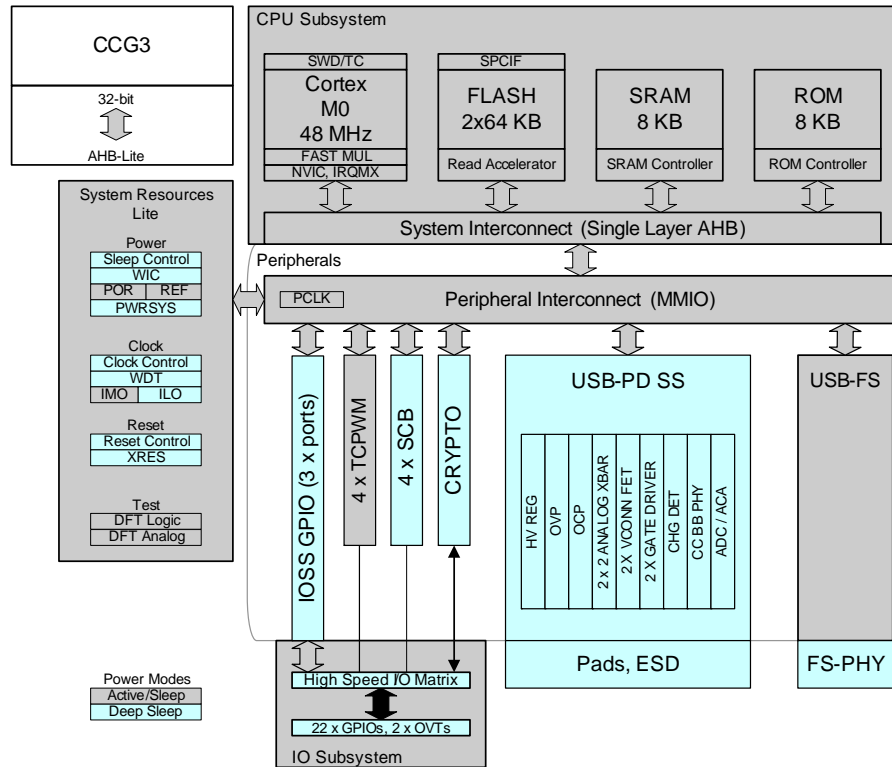 CCG3
32-bit
AHB-Lite
CPU Subsystem
SWD/TC
Cortex
M0
48 MHz
FAST MUL
NVIC, IRQMX
SPCIF
FLASH
2x64 KB
Read Accelerator
SRAM
8 KB
SRAM Controller
ROM
8 KB
ROM Controller
System Interconnect (Single Layer AHB)
System Resources
Lite
Power
Sleep Control
WIC
POR
REF
PWRSYS
Clock
Clock Control
WDT
IMO
ILO
Reset
Reset Control
XRES
Test
DFT Logic
DFT Analog
Peripherals
PCLK
Peripheral Interconnect (MMIO)
IOSS GPIO (3 x ports)
4 x TCPWM
4 x SCB
CRYPTO
USB-PD SS
HV REG
OVP
OCP
2 x 2 ANALOG XBAR
2 X VCONN FET
2 X GATE DRIVER
CHG DET
CC BB PHY
ADC / ACA
Pads, ESD
USB-FS
FS-PHY
High Speed I/O Matrix
22 x GPIOs, 2 x OVTs
IO Subsystem
Power Modes
Active/Sleep
Deep Sleep